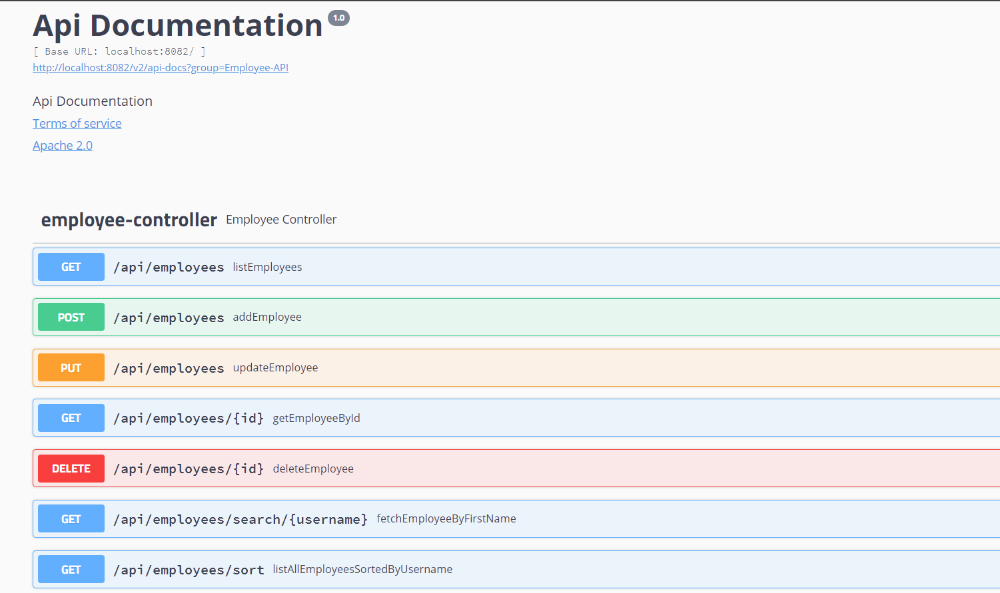 Api Documentation 1.0
[ Base URL: localhost:8082/ ]
http://localhost:8082/v2/api-docs?group=Employee-API
Api Documentation
Terms of service
Apache 2.0
employee-controller Employee Controller
GET /api/employees listEmployees
POST /api/employees addEmployee
PUT /api/employees updateEmployee
GET /api/employees/{id} getEmployeeById
DELETE /api/employees/{id} deleteEmployee
GET /api/employees/search/{username} fetchEmployeeByFirstName
GET /api/employees/sort listAllEmployeesSortedByUsername